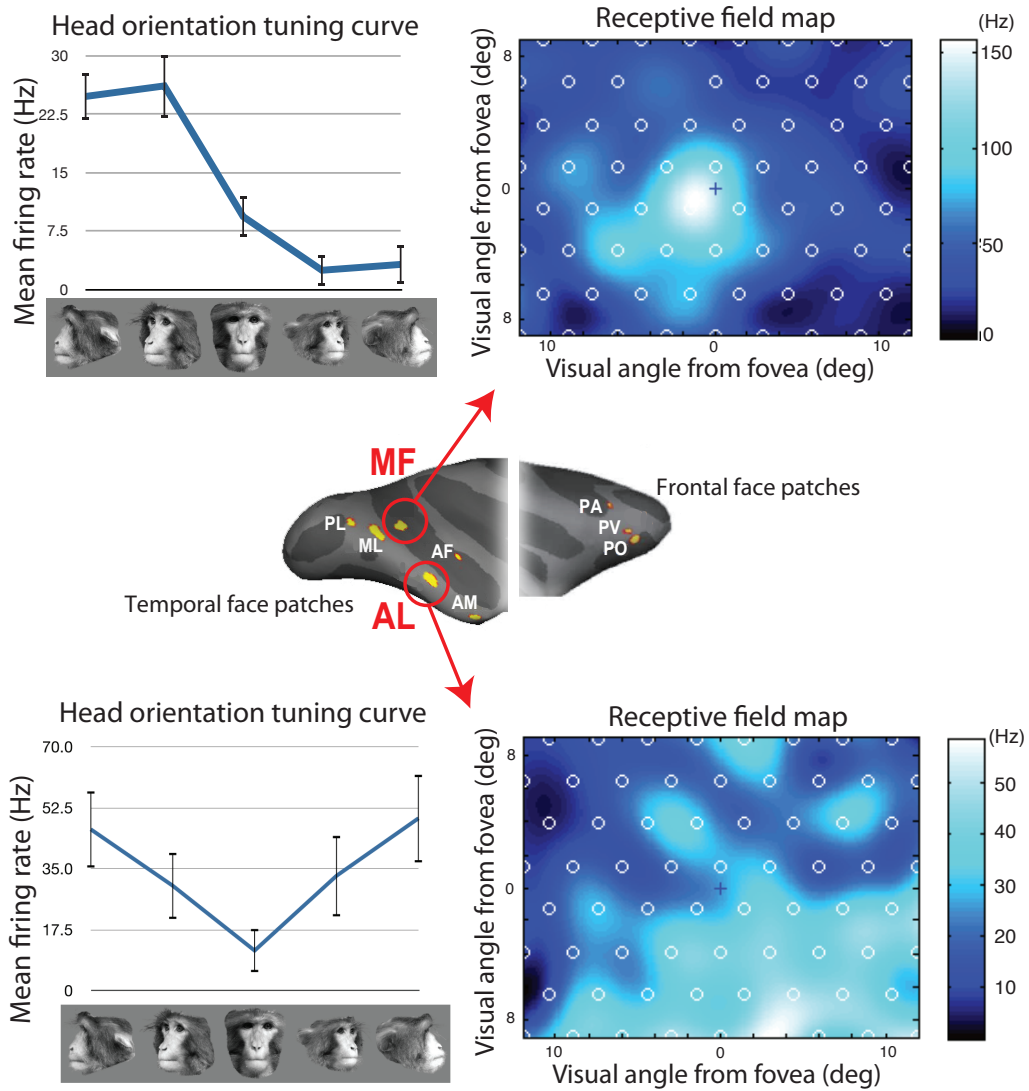 Head orientation tuning curve
Mean firing rate (Hz)
30
22.5
15
7.5
0
Receptive field map
(Hz)
Visual angle from fovea (deg)
8
0
8
10
0
10
Visual angle from fovea (deg)
150
100
50
0
MF
PL
ML
AF
AL
AM
Temporal face patches
Frontal face patches
PA
PV
PO
Head orientation tuning curve
Mean firing rate (Hz)
70.0
52.5
35.0
17.5
0
Receptive field map
(Hz)
Visual angle from fovea (deg)
8
0
8
10
0
10
Visual angle from fovea (deg)
50
40
30
20
10